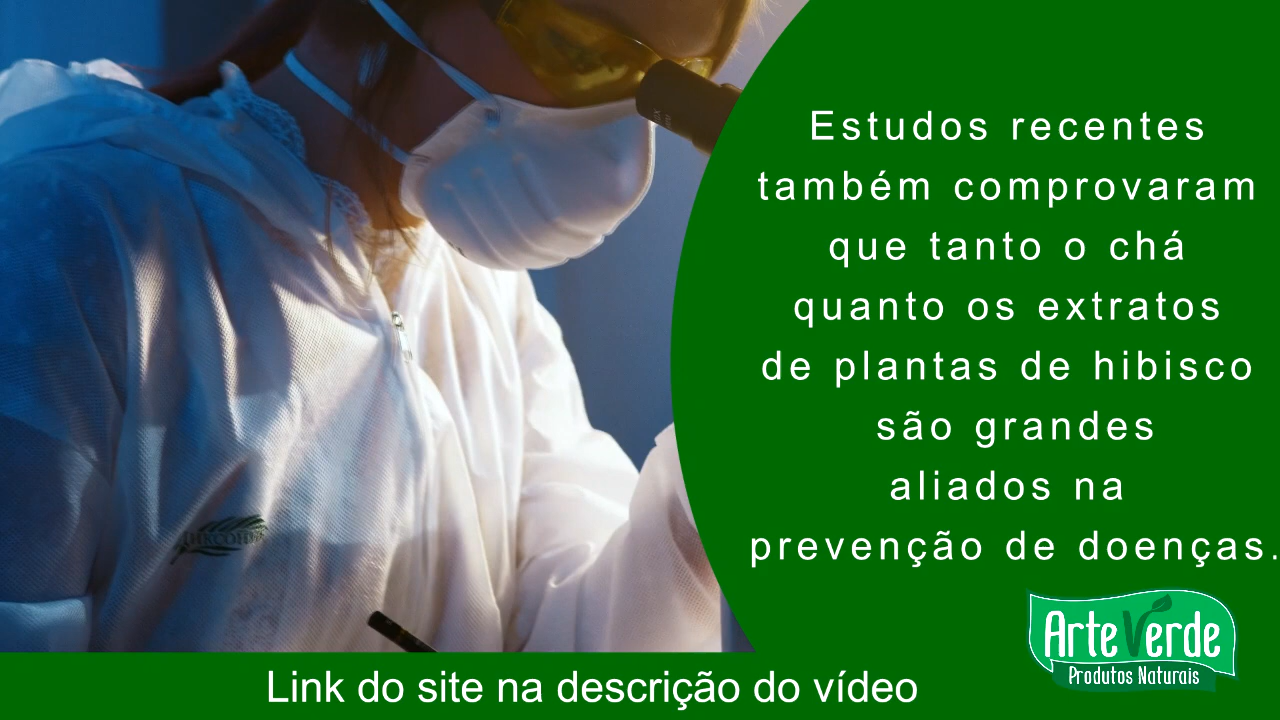 Estudos recentes
também comprovaram
que tanto o chá
quanto os extratos
de plantas de hibisco
são grandes
aliados na
prevenção de doenças.
Arte Verde
Produtos Naturais
Link do site na descrição do vídeo